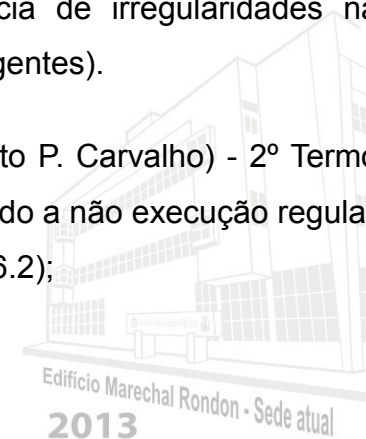 cia de irregularidades na
gentes).
to P. Carvalho) - 2º Termo
do a não execução regula
6.2);
Edifício Marechal Rondon - Sede atual
2013